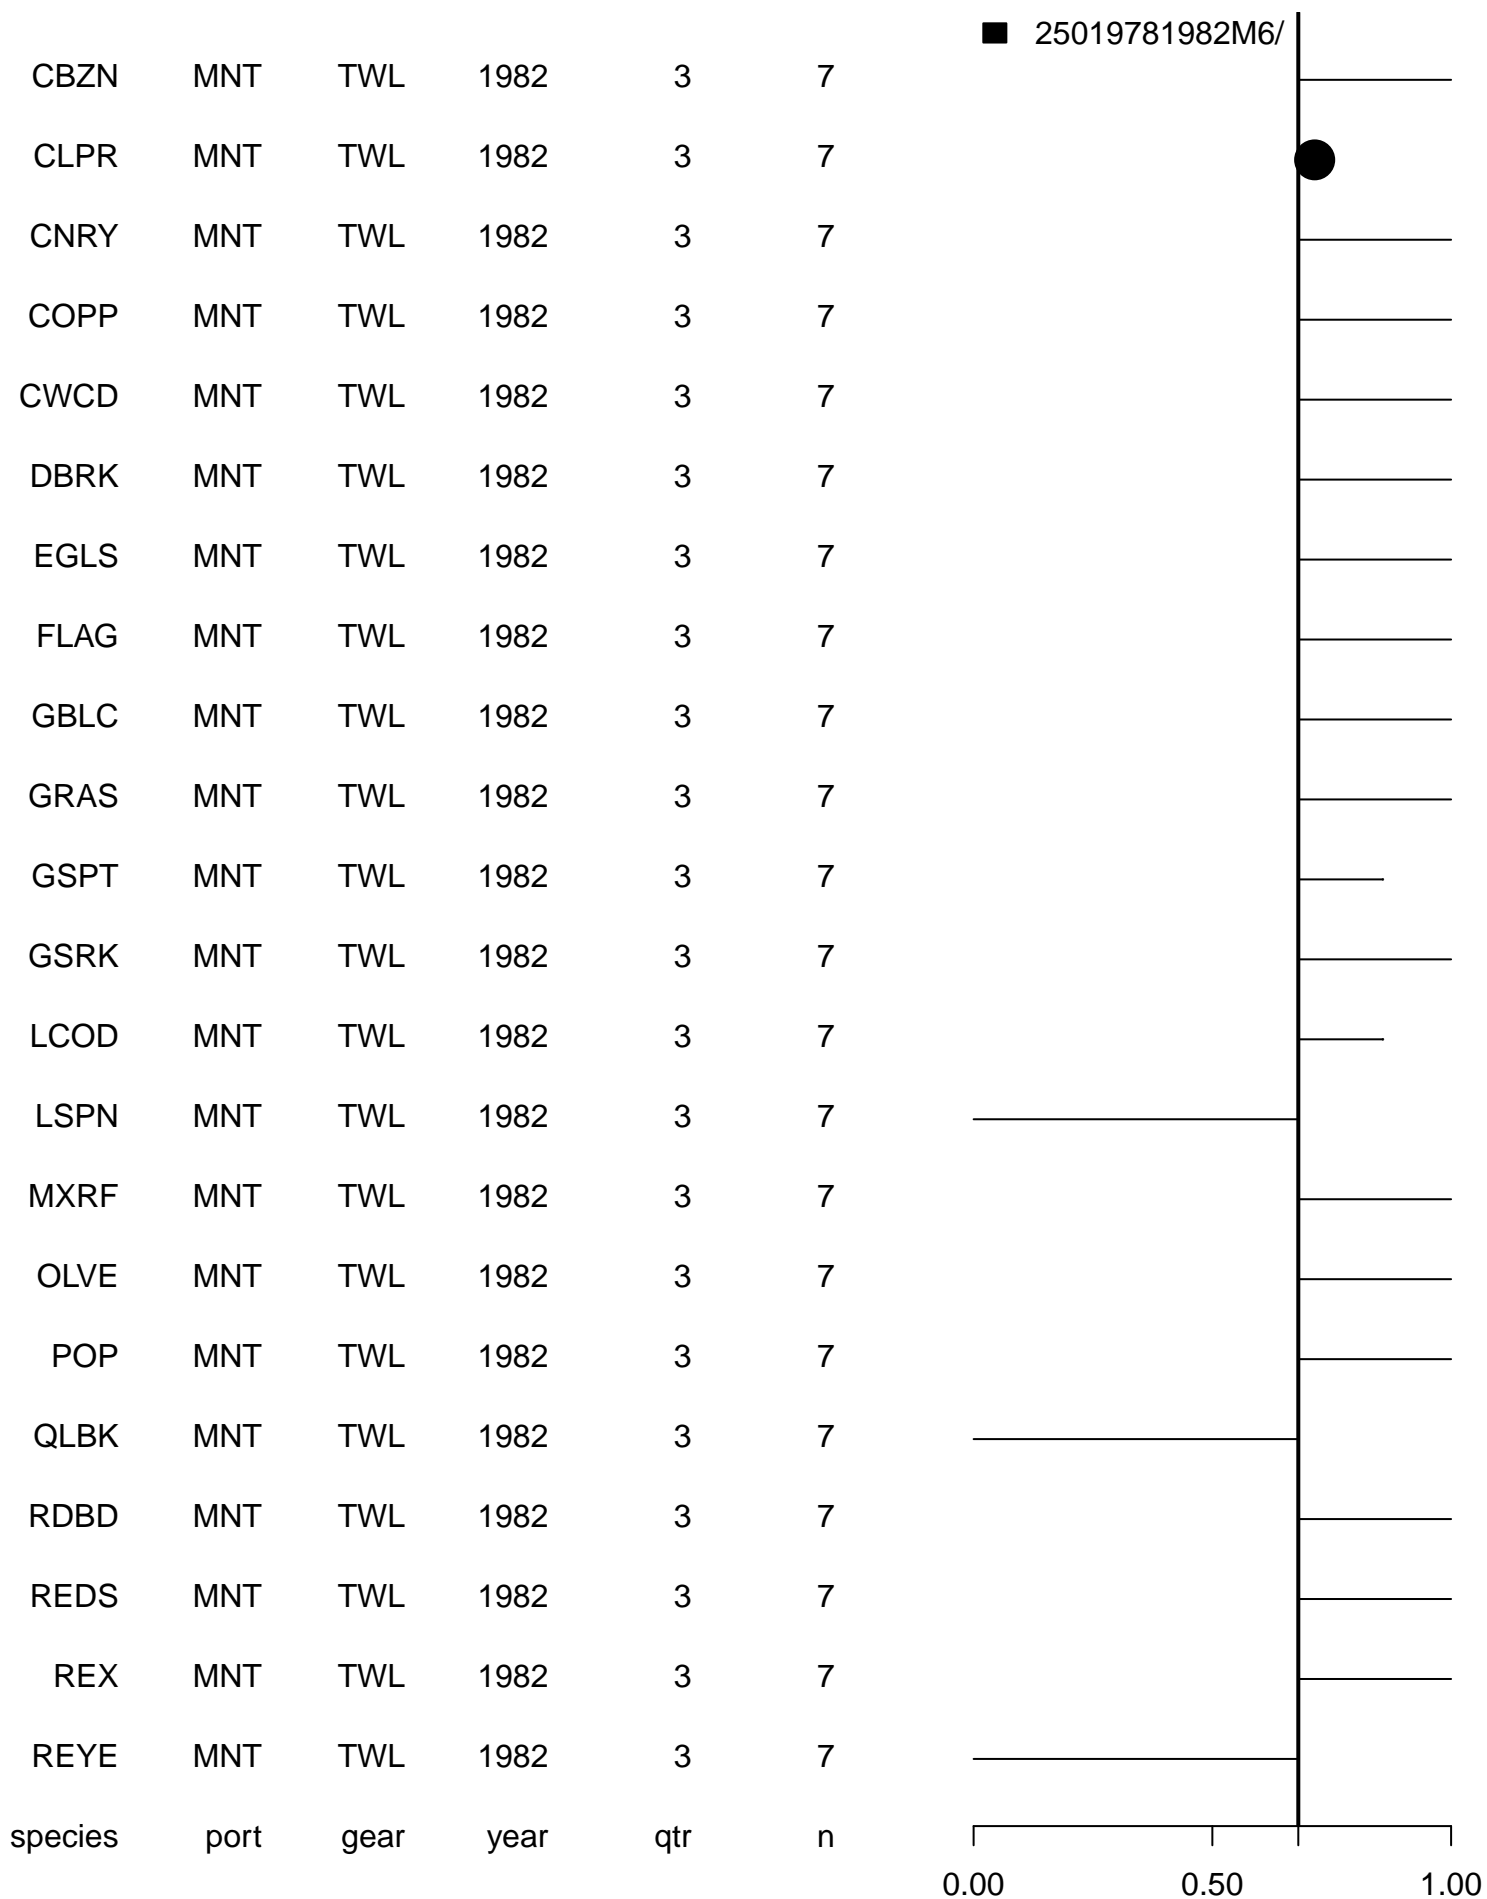 25019781982M6/
CBZN MNT TWL 1982 3 7
CLPR MNT TWL 1982 3 7
CNRY MNT TWL 1982 3 7
COPP MNT TWL 1982 3 7
CWCD MNT TWL 1982 3 7
DBRK MNT TWL 1982 3 7
EGLS MNT TWL 1982 3 7
FLAG MNT TWL 1982 3 7
GBLC MNT TWL 1982 3 7
GRAS MNT TWL 1982 3 7
GSPT MNT TWL 1982 3 7
GSRK MNT TWL 1982 3 7
LCOD MNT TWL 1982 3 7
LSPN MNT TWL 1982 3 7
MXRF MNT TWL 1982 3 7
OLVE MNT TWL 1982 3 7
POP MNT TWL 1982 3 7
QLBK MNT TWL 1982 3 7
RDBD MNT TWL 1982 3 7
REDS MNT TWL 1982 3 7
REX MNT TWL 1982 3 7
REYE MNT TWL 1982 3 7
species port gear year qtr n
0.00 0.50 1.00